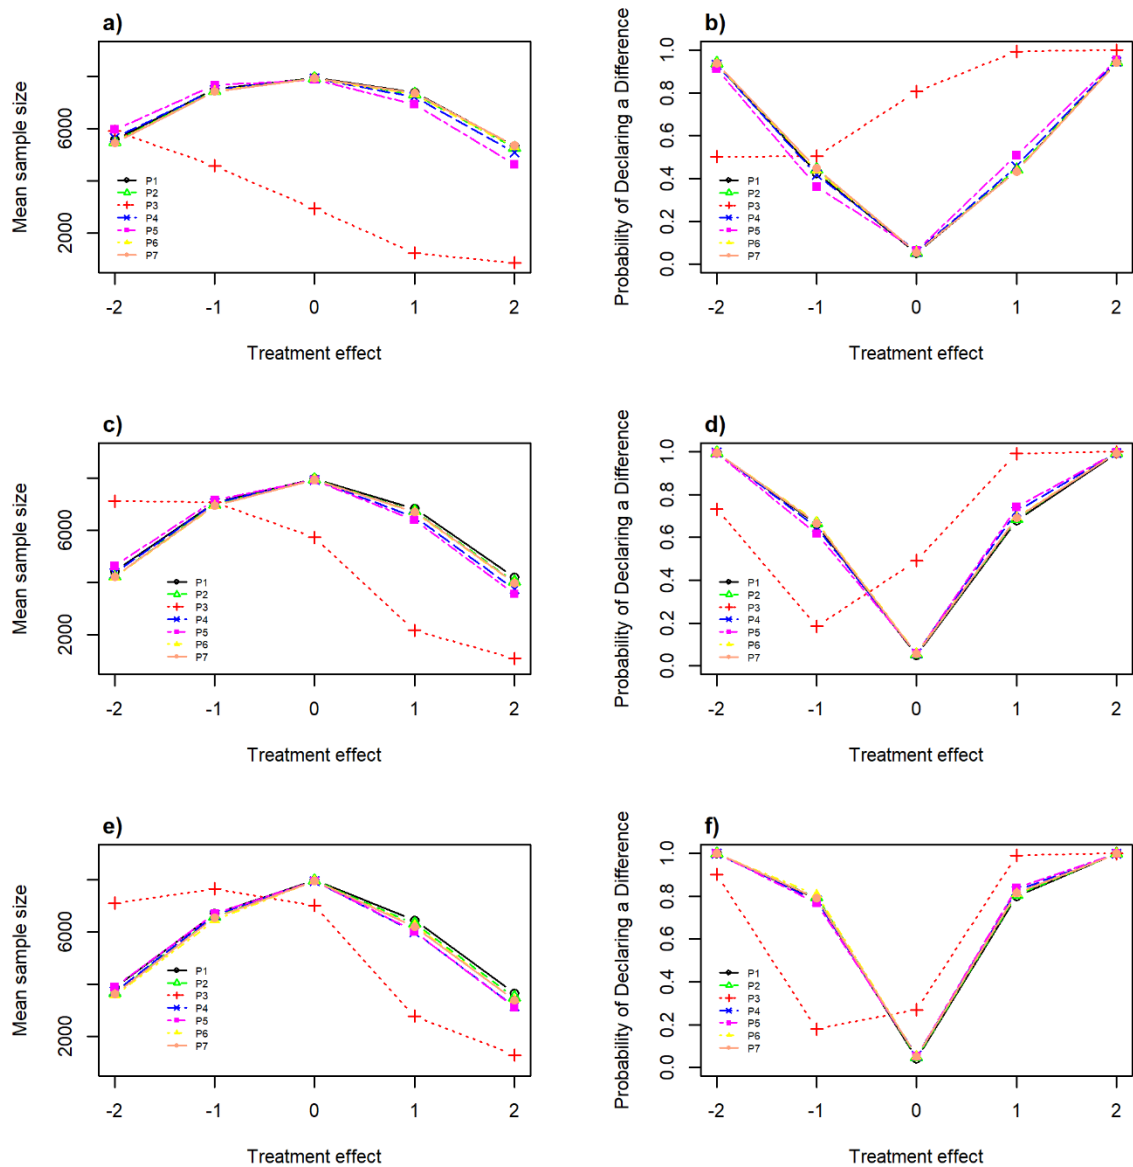 a)
Mean sample size
6000
2000
P1
P2
P3
P4
P5
P6
P7
-2 -1 0 1 2
Treatment effect
b)
Probability of Declaring a Difference
1.0
0.8
0.6
0.4
0.2
0.0
P1
P2
P3
P4
P5
P6
P7
-2 -1 0 1 2
Treatment effect
c)
Mean sample size
6000
2000
P1
P2
P3
P4
P5
P6
P7
-2 -1 0 1 2
Treatment effect
d)
Probability of Declaring a Difference
1.0
0.8
0.6
0.4
0.2
0.0
P1
P2
P3
P4
P5
P6
P7
-2 -1 0 1 2
Treatment effect
e)
Mean sample size
6000
2000
P1
P2
P3
P4
P5
P6
P7
-2 -1 0 1 2
Treatment effect
f)
Probability of Declaring a Difference
1.0
0.8
0.6
0.4
0.2
0.0
P1
P2
P3
P4
P5
P6
P7
-2 -1 0 1 2
Treatment effect